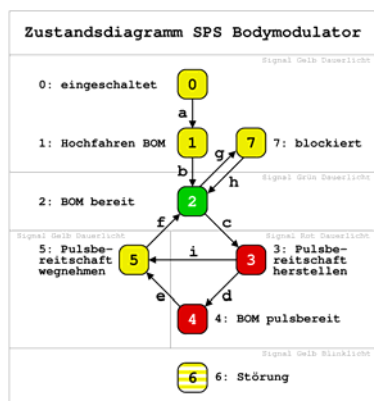 Zustandsdiagramm SPS Bodymodulator
Signal Gelb Dauerlicht
0: eingeschaltet
0
a
1: Hochfahren BOM
1
7
7: blockiert
g
b
h
Signal Grün Dauerlicht
2: BOM bereit
2
f
c
Signal Gelb Dauerlicht
Signal Rot Dauerlicht
5: Pulsbe-
reitschaft
wegnehmen
5
i
3
3: Pulsbe-
reitschaft
herstellen
e
d
4
4: BOM pulsbereit
Signal Gelb Blinklicht
6
6: Störung